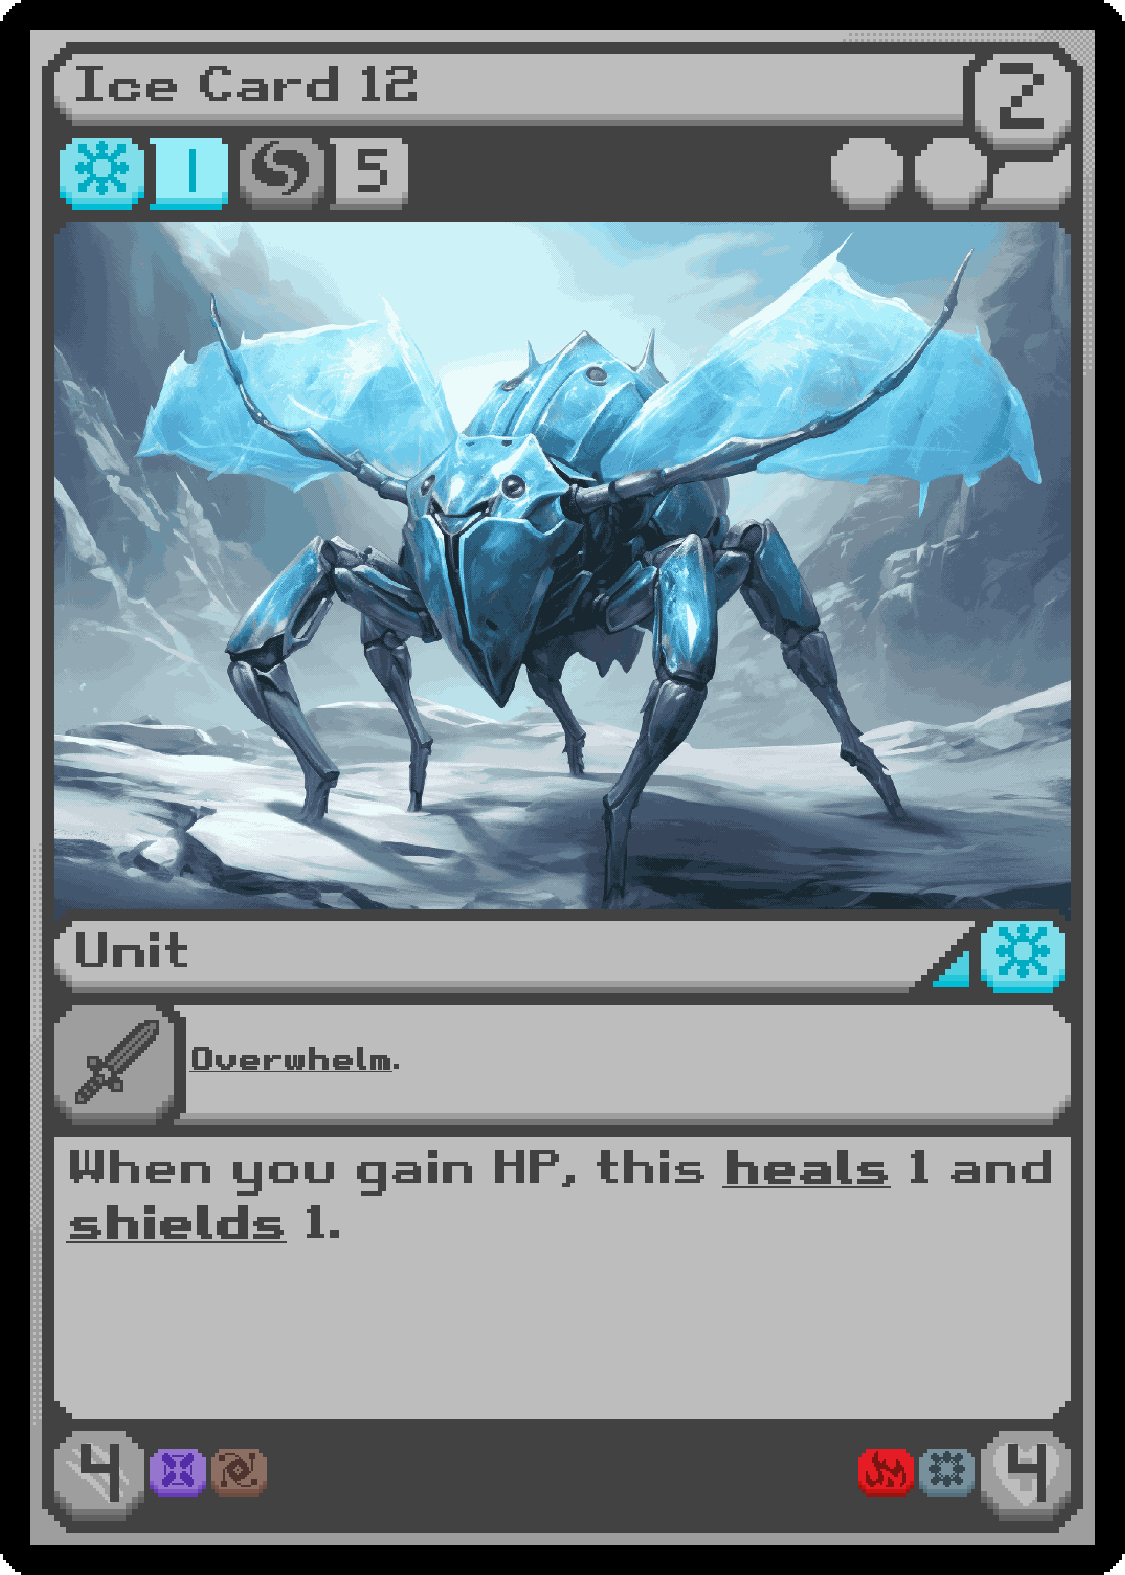 Ice Card 12
2
1 5
Unit
Overwhelm.
When you gain HP, this heals 1 and
shields 1.
4 4